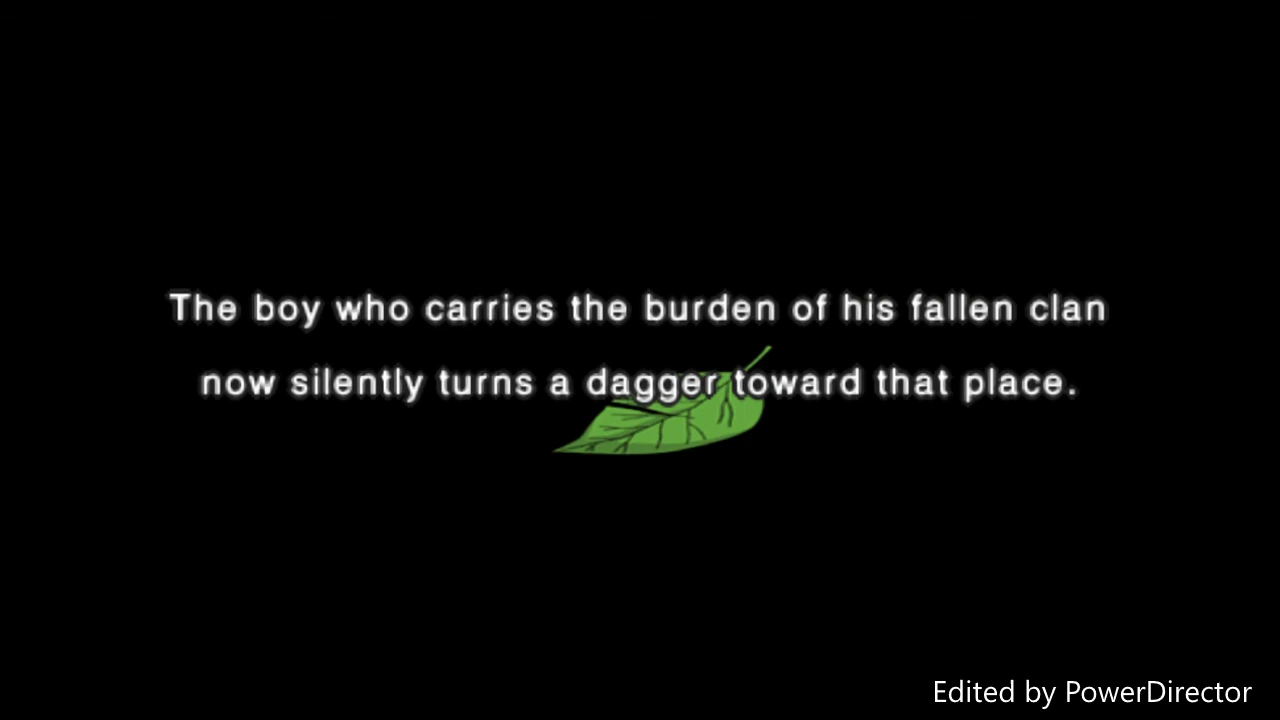 The boy who carries the burden of his fallen clan
now silently turns a dagger toward that place.
Edited by PowerDirector